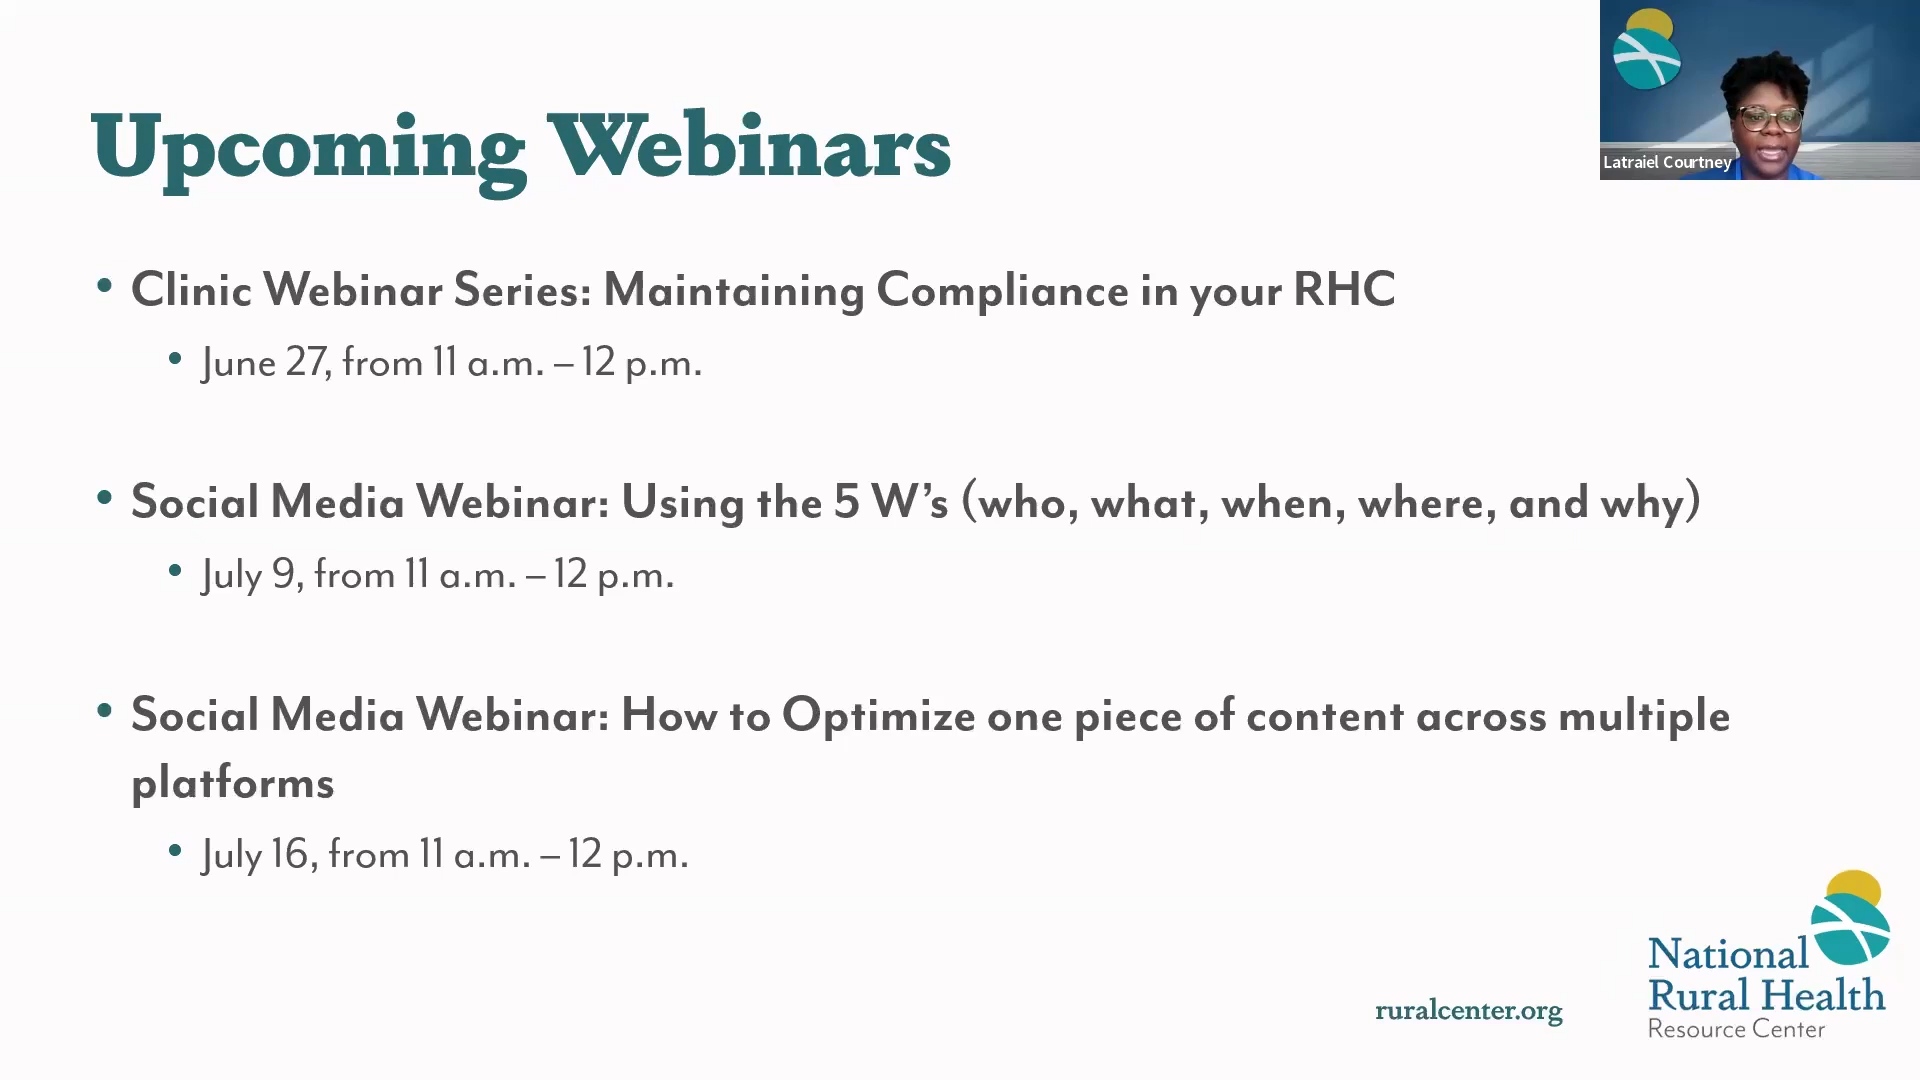 Upcoming Webinars
Latraiel Courtney
• Clinic Webinar Series: Maintaining Compliance in your RHC
• June 27, from 11 a.m. – 12 p.m.
• Social Media Webinar: Using the 5 W’s (who, what, when, where, and why)
• July 9, from 11 a.m. – 12 p.m.
• Social Media Webinar: How to Optimize one piece of content across multiple
platforms
• July 16, from 11 a.m. – 12 p.m.
ruralcenter.org
National
Rural Health
Resource Center